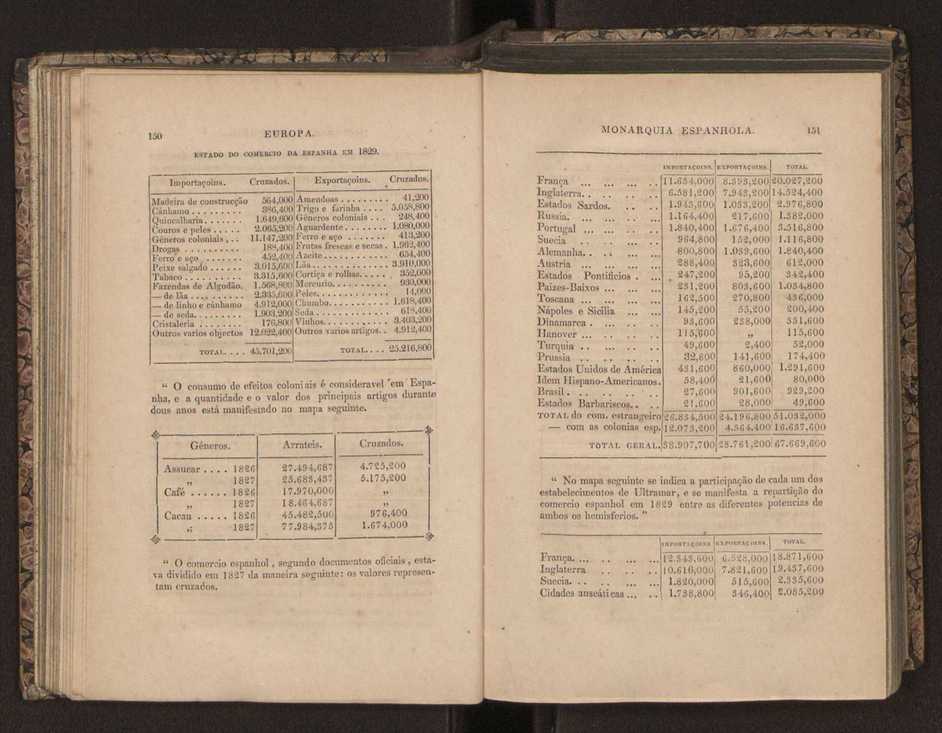 150
EUROPA.
ESTADO DO COMERCIO DA ESPANHA EM 1829.
Importaçoins. Cruzados. Exportaçoins. Cruzados.
Madeira de construcção 564,000 Amendoas . . . . . . . . . 41,200
Cânhamo . . . . . . . . . 386,400 Trigo e farinha . . . . . 5.058,800
Quincalharia . . . . . . . 1.649,600 Gêneros coloniais . . . 248,400
Couros e peles . . . . . 2.065,200 Aguardente . . . . . . . . 1.080,000
Géneros coloniais . . . 11.147,200 Ferro e aço . . . . . . . 413,200
Drogas . . . . . . . . . . . 188,400 Frutas frescas e secas . 1.962,400
Ferro e aço . . . . . . . 452,400 Azeite . . . . . . . . . . . 654,400
Peixe salgado . . . . . . 3.015,600 Lãs . . . . . . . . . . . . . 3.910,000
Tabaco . . . . . . . . . . . 3.315,600 Cortiça e rolhas. . . . . 352,000
Fazendas de Algodão. 1.568,800 Mercurio. . . . . . . . . . 930,000
— de lãa . . . . . . . . . 2.335,600 Peles. . . . . . . . . . . . 14,000
— de linho e cânhamo 4.912,000 Chumbo. . . . . . . . . . 1.618,400
— de seda. . . . . . . . . 1.903,200 Seda . . . . . . . . . . . . 618,400
Cristaleria . . . . . . . . 176,800 Vinhos. . . . . . . . . . . 3.403,200
Outros varios objectos 12.022,400 Outros varios artigos. . 4.912,400
TOTAL. . . . 45,701,200 TOTAL. . . . 25.216,800
“ O consumo de efeitos coloniais é consideravel em Espa-
nha, e a quantidade e o valor dos principais artigos durante
dous anos está manifestado no mapa seguinte.
Géneros. Arrateis. Cruzados.
Assucar . . . . 1826 27.494,687 4.725,200
„ 1827 25.683,437 5.175,200
Café . . . . . . 1826 17.970,000 „
„ 1827 18.464,687 „
Cacau . . . . . 1826 45.482,500 976,400
„ 1827 77.984,375 1.674,000
“ O comercio espanhol , segundo documentos oficiais , esta-
va dividido em 1827 da maneira seguinte: os valores represen-
tam cruzados.
MONARQUIA ESPANHOLA. 151
IMPORTAÇOINS. EXPORTAÇOINS. TOTAL.
França ... ... ... .. 11.634,000 8.393,200 20.027,200
Inglaterra. . .. .. .. 6.581,200 7.943,200 14.524,400
Estados Sardos. .. .. 1.943,600 1.033,200 2.976,800
Russia. ... ... ... .. 1.164,400 217,600 1.382,000
Portugal ... ... .. .. 1.840,400 1.676,400 3.516,800
Suecia .. ... .. ... 964,800 152,000 1.116,800
Alemanha. . .. ... .. 800,800 1.039,600 1.840,400
Austria ... ... .. ... 288,400 323,600 612,000
Estados Pontificios . ... 247,200 95,200 342,400
Paizes-Baixos ... ... ... 231,200 803,600 1.034,800
Toscana ... ... ... ... 162,500 270,800 436,000
Nápoles e Sicilia ... ... 145,200 55,200 200,400
Dinamarca . ... .. .. 93,600 238,000 331,600
Hanover ... .. .. .. 115,600 „ 115,600
Turquia .. ... .. .. 49,600 2,400 52,000
Prussia .. .. .. .. 32,800 141,600 174,400
Estados Unidos de América 431,600 860,000 1.291,600
Idem Hispano-Americanos. 58,400 21,600 80,000
Brasil. . .. .. .. .. 27,600 901,600 929,200
Estados Barbariscos. . .. 21,600 28,000 49,600
TOTAL do com. estrangeiro 26.834,500 24.196,800 51.032,000
— com as colonias esp. 12.073,200 4.564,400 16.637,600
TOTAL GERAL. 38.907,700 28.761,200 67.669,600
“ No mapa seguinte se indica a participação de cada um dos
estabelecimentos de Ultramar, e se manifesta a repartição do
comercio espanhol em 1829 entre as diferentes potencias de
ambos os hemisferios. ”
IMPORTAÇOINS. EXPORTAÇOINS. TOTAL.
França. ... .. ... ... 12.343,600 6.528,000 18.871,600
Inglaterra .. .. .. 10.616,000 7.821,600 18.437,600
Suecia. . .. .. ... ... 1.820,000 515,600 2.335,600
Cidades anseáticas ... .. 1.738,800 346,400 2.085,200